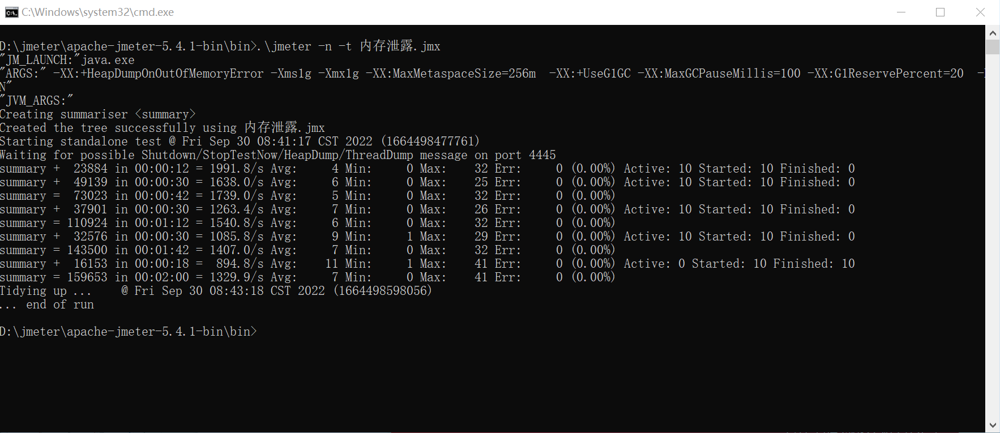 C:\Windows\system32\cmd.exe
D:\jmeter\apache-jmeter-5.4.1-bin\bin>.\jmeter -n -t 内存泄露.jmx
"JM_LAUNCH:"java.exe
"ARGS:" -XX:+HeapDumpOnOutOfMemoryError -Xms1g -Xmx1g -XX:MaxMetaspaceSize=256m  -XX:+UseG1GC -XX:MaxGCPauseMillis=100 -XX:G1ReservePercent=20  -
N"
"JVM_ARGS:"
Creating summariser <summary>
Created the tree successfully using 内存泄露.jmx
Starting standalone test @ Fri Sep 30 08:41:17 CST 2022 (1664498477761)
Waiting for possible Shutdown/StopTestNow/HeapDump/ThreadDump message on port 4445
summary +  23884 in 00:00:12 = 1991.8/s Avg:     4 Min:     0 Max:    32 Err:     0 (0.00%) Active: 10 Started: 10 Finished: 0
summary +  49139 in 00:00:30 = 1638.0/s Avg:     6 Min:     0 Max:    25 Err:     0 (0.00%) Active: 10 Started: 10 Finished: 0
summary =  73023 in 00:00:42 = 1739.0/s Avg:     5 Min:     0 Max:    32 Err:     0 (0.00%)
summary +  37901 in 00:00:30 = 1263.4/s Avg:     7 Min:     0 Max:    26 Err:     0 (0.00%) Active: 10 Started: 10 Finished: 0
summary = 110924 in 00:01:12 = 1540.8/s Avg:     6 Min:     0 Max:    32 Err:     0 (0.00%)
summary +  32576 in 00:00:30 = 1085.8/s Avg:     9 Min:     1 Max:    29 Err:     0 (0.00%) Active: 10 Started: 10 Finished: 0
summary = 143500 in 00:01:42 = 1407.0/s Avg:     7 Min:     0 Max:    32 Err:     0 (0.00%)
summary +  16153 in 00:00:18 =  894.8/s Avg:    11 Min:     1 Max:    41 Err:     0 (0.00%) Active: 0 Started: 10 Finished: 10
summary = 159653 in 00:02:00 = 1329.9/s Avg:     7 Min:     0 Max:    41 Err:     0 (0.00%)
Tidying up ...    @ Fri Sep 30 08:43:18 CST 2022 (1664498598056)
... end of run
D:\jmeter\apache-jmeter-5.4.1-bin\bin>